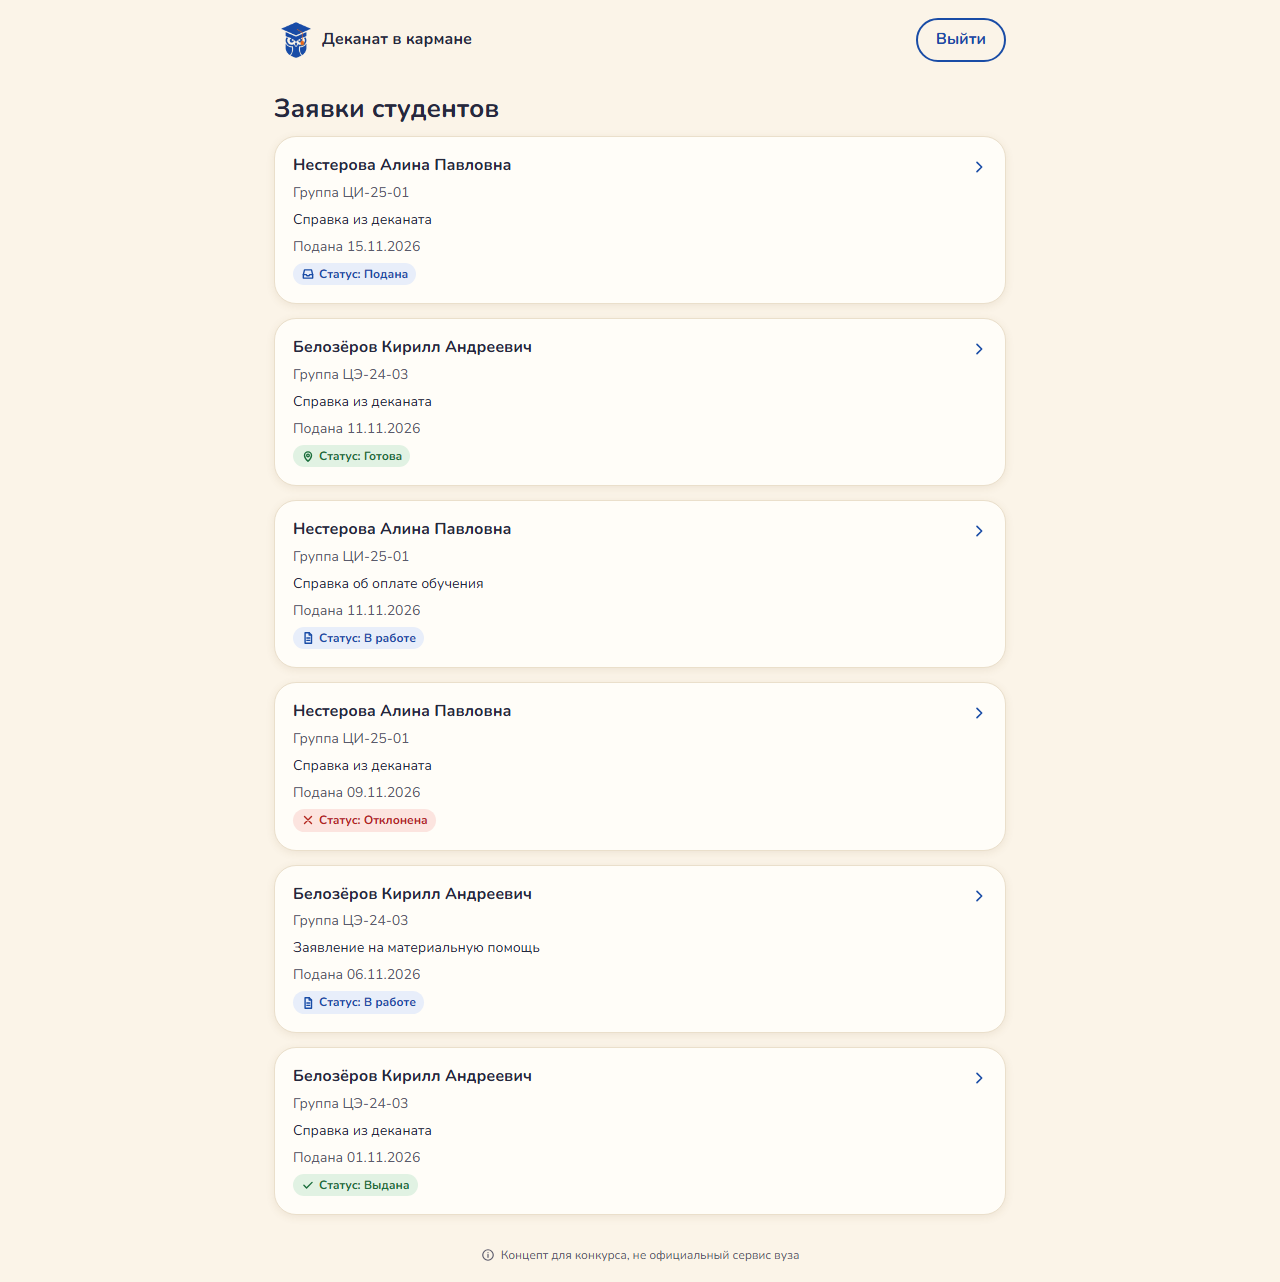 Деканат в кармане
Выйти
Заявки студентов
Нестерова Алина Павловна
Группа ЦИ-25-01
Справка из деканата
Подана 15.11.2026
Статус: Подана
Белозёров Кирилл Андреевич
Группа ЦЭ-24-03
Справка из деканата
Подана 11.11.2026
Статус: Готова
Нестерова Алина Павловна
Группа ЦИ-25-01
Справка об оплате обучения
Подана 11.11.2026
Статус: В работе
Нестерова Алина Павловна
Группа ЦИ-25-01
Справка из деканата
Подана 09.11.2026
Статус: Отклонена
Белозёров Кирилл Андреевич
Группа ЦЭ-24-03
Заявление на материальную помощь
Подана 06.11.2026
Статус: В работе
Белозёров Кирилл Андреевич
Группа ЦЭ-24-03
Справка из деканата
Подана 01.11.2026
Статус: Выдана
Концепт для конкурса, не официальный сервис вуза